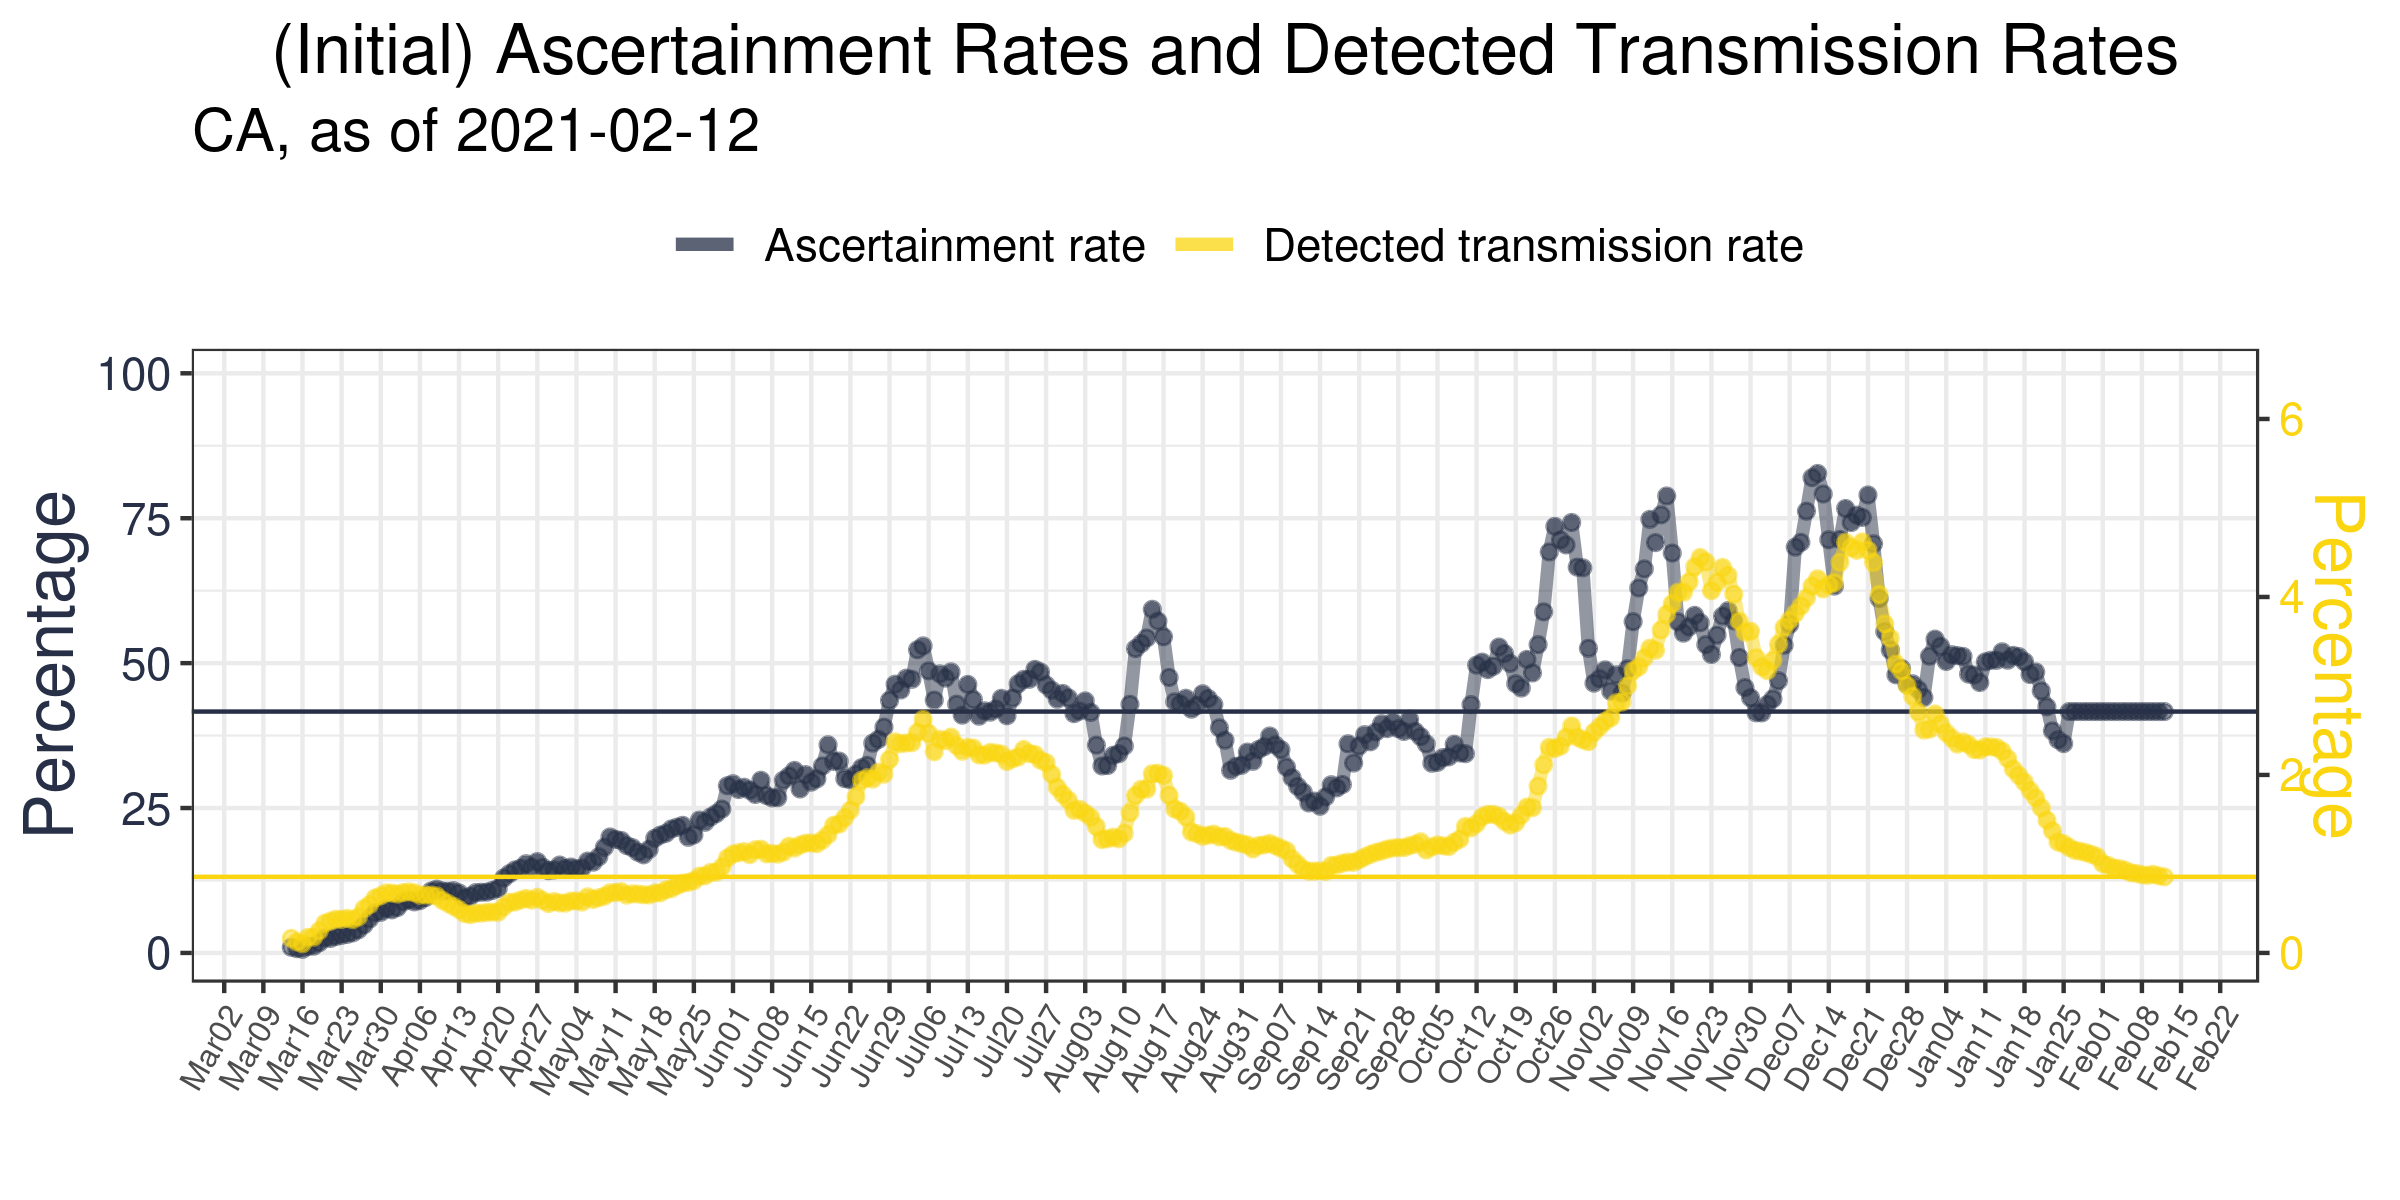 (Initial) Ascertainment Rates and Detected Transmission Rates
CA, as of 2021-02-12
Ascertainment rate
Detected transmission rate
Percentage
100
75
50
25
0
6
4
2
0
Percentage
Mar02
Mar09
Mar16
Mar23
Mar30
Apr06
Apr13
Apr20
Apr27
May04
May11
May18
May25
Jun01
Jun08
Jun15
Jun22
Jun29
Jul06
Jul13
Jul20
Jul27
Aug03
Aug10
Aug17
Aug24
Aug31
Sep07
Sep14
Sep21
Sep28
Oct05
Oct12
Oct19
Oct26
Nov02
Nov09
Nov16
Nov23
Nov30
Dec07
Dec14
Dec21
Dec28
Jan04
Jan11
Jan18
Jan25
Feb01
Feb08
Feb15
Feb22